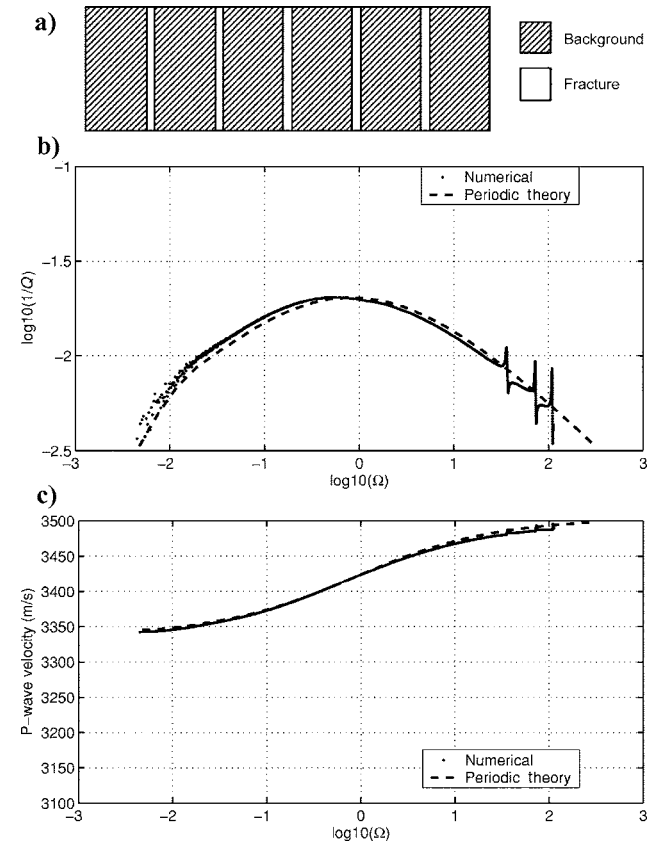 a)
Background
Fracture
b)
−1
−1.5
−2
−2.5
log10(1/Q)
Numerical
Periodic theory
−3 −2 −1 0 1 2 3
log10(Ω)
c)
3500
3450
3400
3350
3300
3250
3200
3150
3100
P−wave velocity (m/s)
Numerical
Periodic theory
−3 −2 −1 0 1 2 3
log10(Ω)